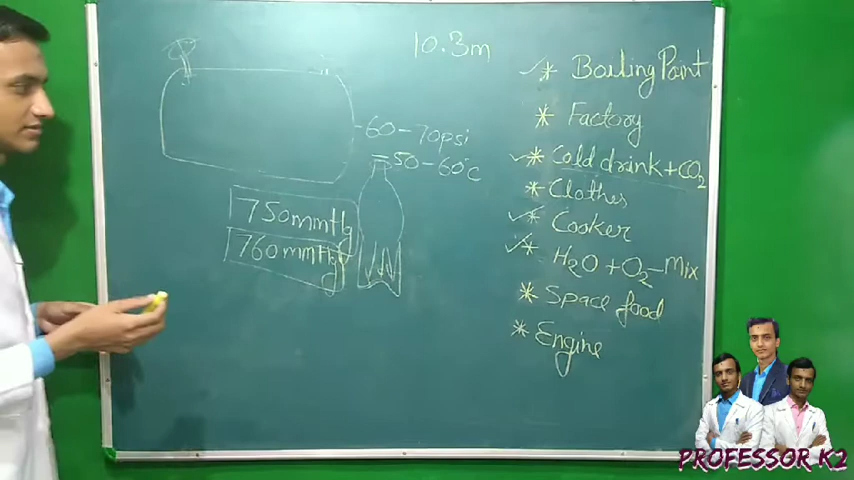 10.3m
60-70psi
50-60°C
750mmHg
760mmHg
✓* Boiling Point
* Factory
✓* Cold drink+CO2
* Clothes
✓* Cooker
✓* H2O+O2-Mix
* Space food
* Engine
PROFESSOR K2